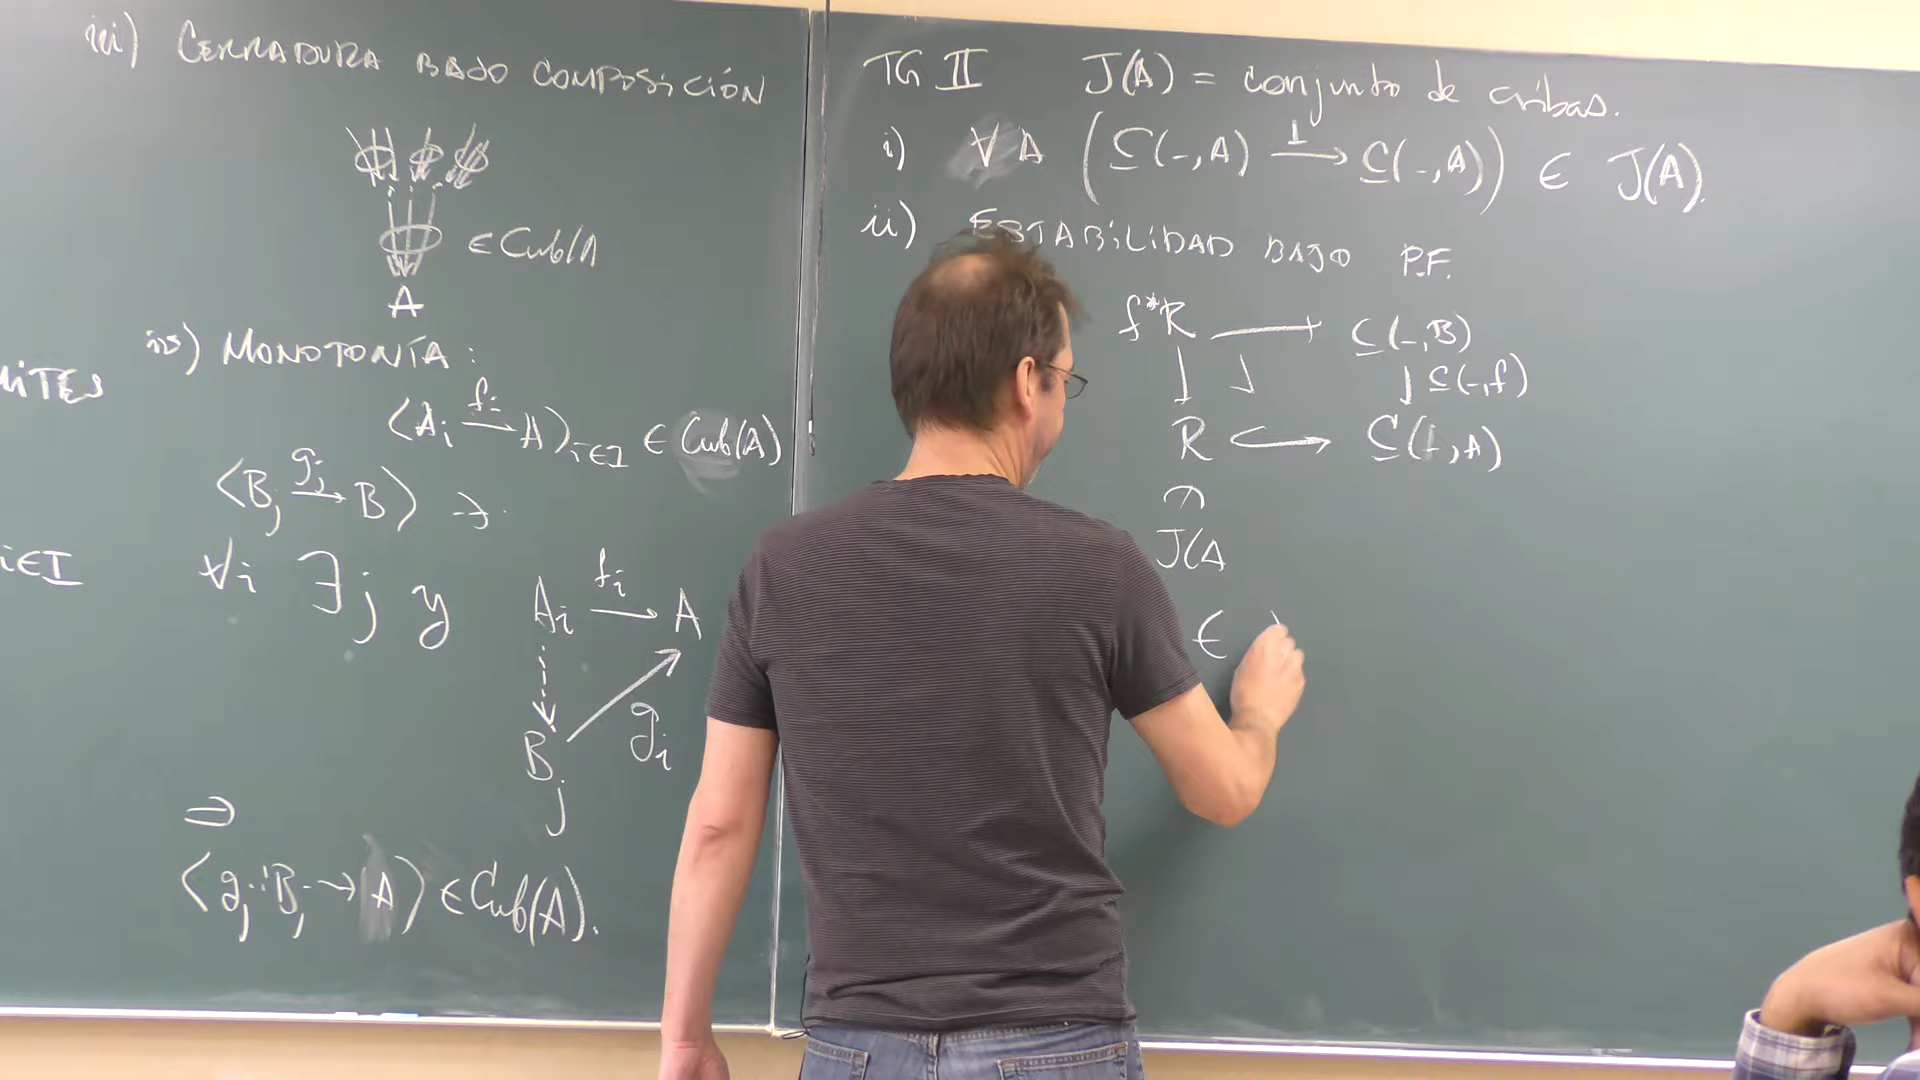 iii) CERRADURA BAJO COMPOSICIÓN
∈ Cub(A
A
iv) MONOTONÍA:
MITES
⟨A_i →^{f_i} A⟩_{i∈I} ∈ Cub(A)
⟨B_j →^{g_j} B⟩ →
i∈I
∀i ∃j y
A_i →^{f_i} A
B_j
g_i
⇒
⟨g_j : B_j → A⟩ ∈ Cub(A).
TG II J(A) = conjunto de cribas.
i) ∀A (C(-,A) →^{1} C(-,A)) ∈ J(A).
ii) ESTABILIDAD BAJO P.F.
f*R → C(-,B)
↓ ┘ ↓ C(-,f)
R ↪ C(-,A)
J(A
∈